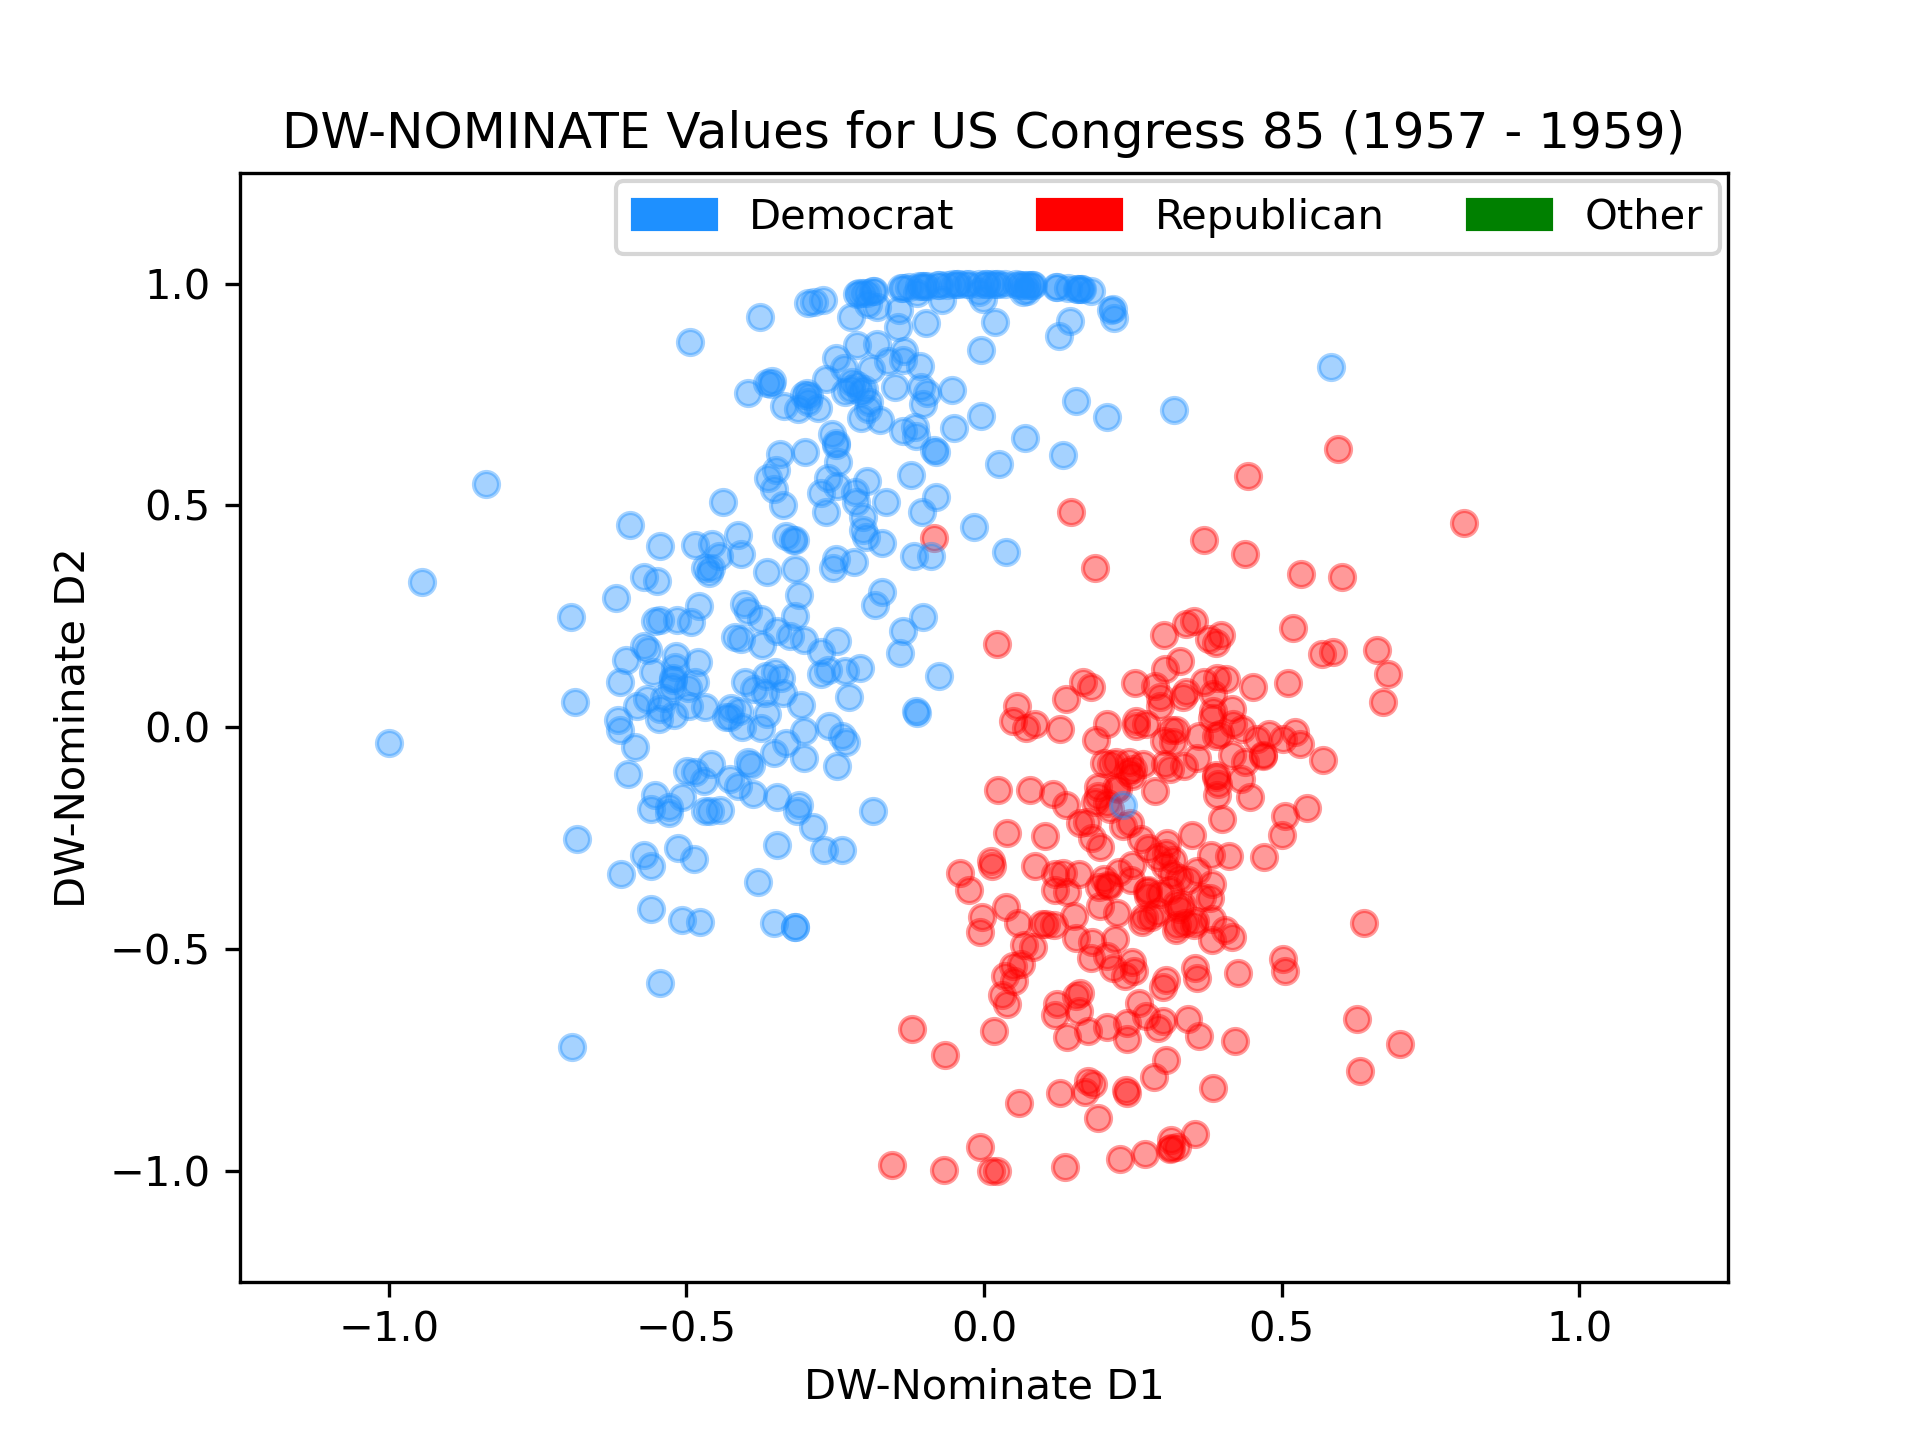 DW-NOMINATE Values for US Congress 85 (1957 - 1959)
Democrat Republican Other
1.0
0.5
0.0
−0.5
−1.0
DW-Nominate D2
−1.0 −0.5 0.0 0.5 1.0
DW-Nominate D1